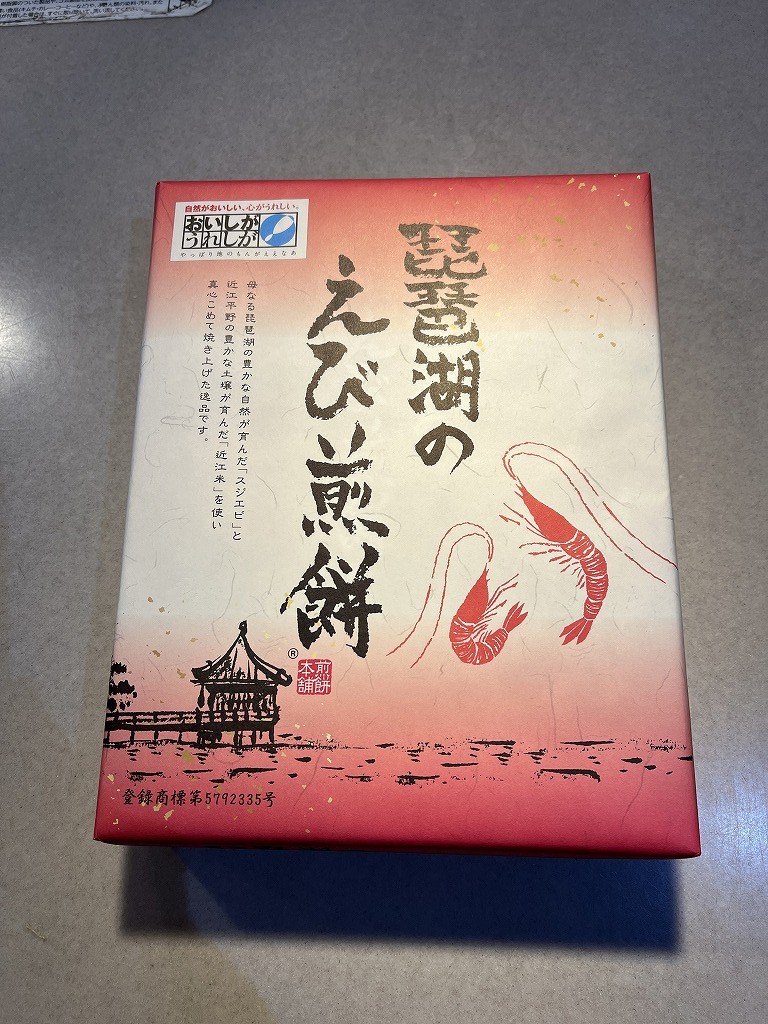 自然がおいしい、心がうれしい。
おいしが
うれしが
やっぱり地のもんがええなあ
琵琶湖の
えび煎餅
®
煎餅
本舗
母なる琵琶湖の豊かな自然が育んだ「スジエビ」と
近江平野の豊かな土壌が育んだ「近江米」を使い
真心こめて焼き上げた逸品です。
登録商標第5792335号